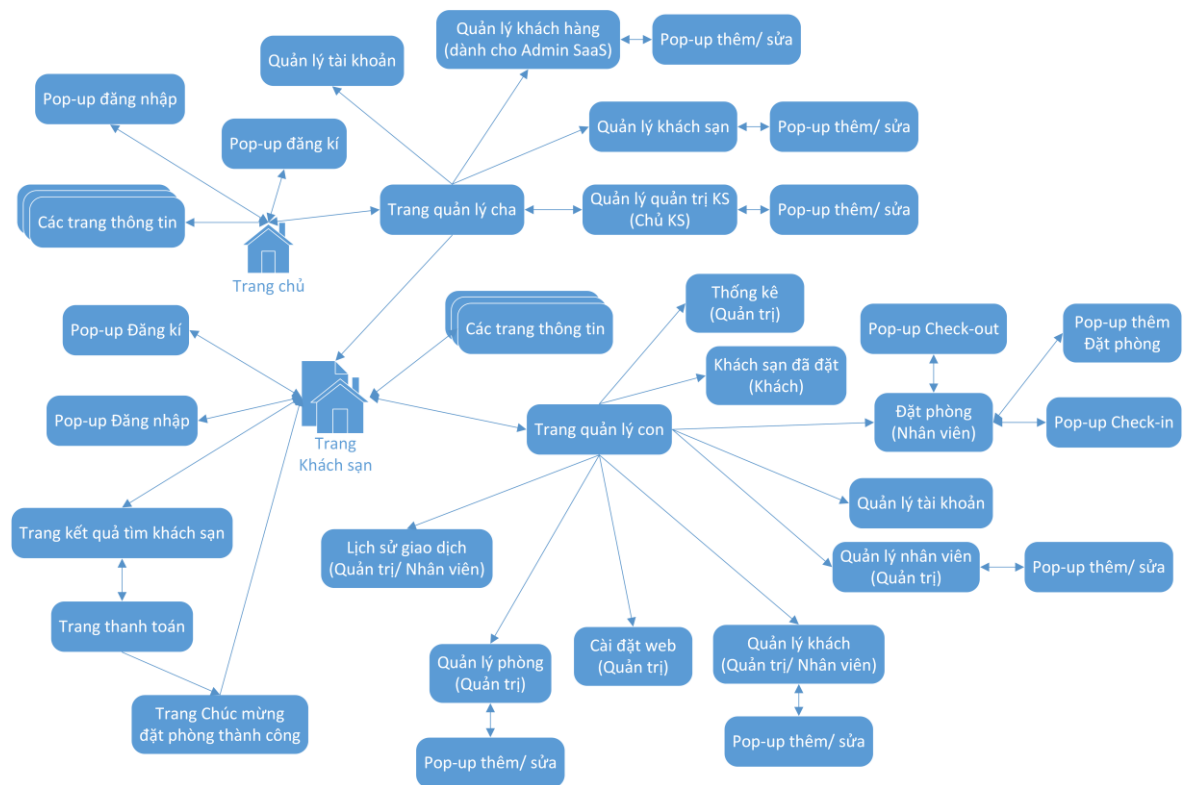 Quản lý khách hàng
(dành cho Admin SaaS)
Pop-up thêm/ sửa
Quản lý tài khoản
Pop-up đăng nhập
Pop-up đăng kí
Quản lý khách sạn
Pop-up thêm/ sửa
Các trang thông tin
Trang quản lý cha
Quản lý quản trị KS
(Chủ KS)
Pop-up thêm/ sửa
Trang chủ
Thống kê
(Quản trị)
Pop-up Đăng kí
Các trang thông tin
Pop-up Check-out
Pop-up thêm
Đặt phòng
Khách sạn đã đặt
(Khách)
Pop-up Đăng nhập
Trang
Khách sạn
Trang quản lý con
Đặt phòng
(Nhân viên)
Pop-up Check-in
Trang kết quả tìm khách sạn
Lịch sử giao dịch
(Quản trị/ Nhân viên)
Quản lý tài khoản
Quản lý nhân viên
(Quản trị)
Pop-up thêm/ sửa
Trang thanh toán
Quản lý phòng
(Quản trị)
Cài đặt web
(Quản trị)
Quản lý khách
(Quản trị/ Nhân viên)
Trang Chúc mừng
đặt phòng thành công
Pop-up thêm/ sửa
Pop-up thêm/ sửa